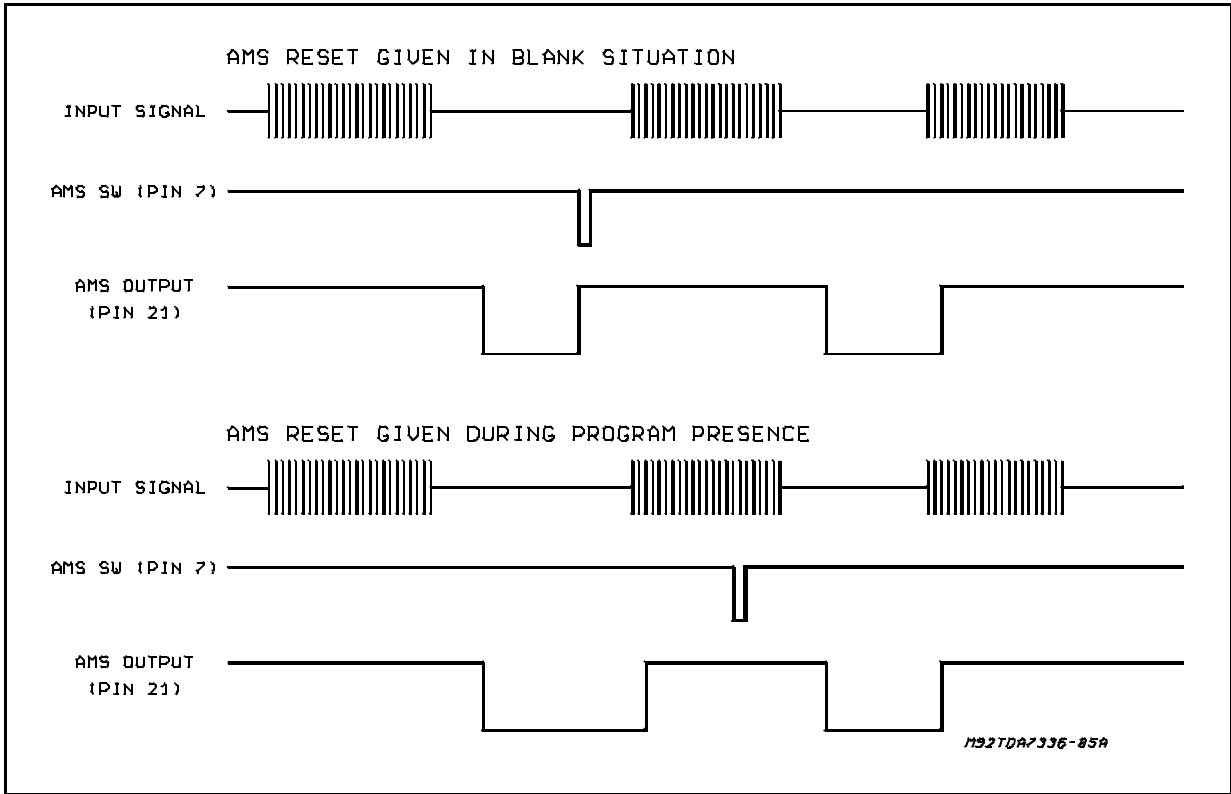 AMS RESET GIVEN IN BLANK SITUATION
INPUT SIGNAL
AMS SW (PIN 7)
AMS OUTPUT
(PIN 21)
AMS RESET GIVEN DURING PROGRAM PRESENCE
INPUT SIGNAL
AMS SW (PIN 7)
AMS OUTPUT
(PIN 21)
M92TDA7336-05A